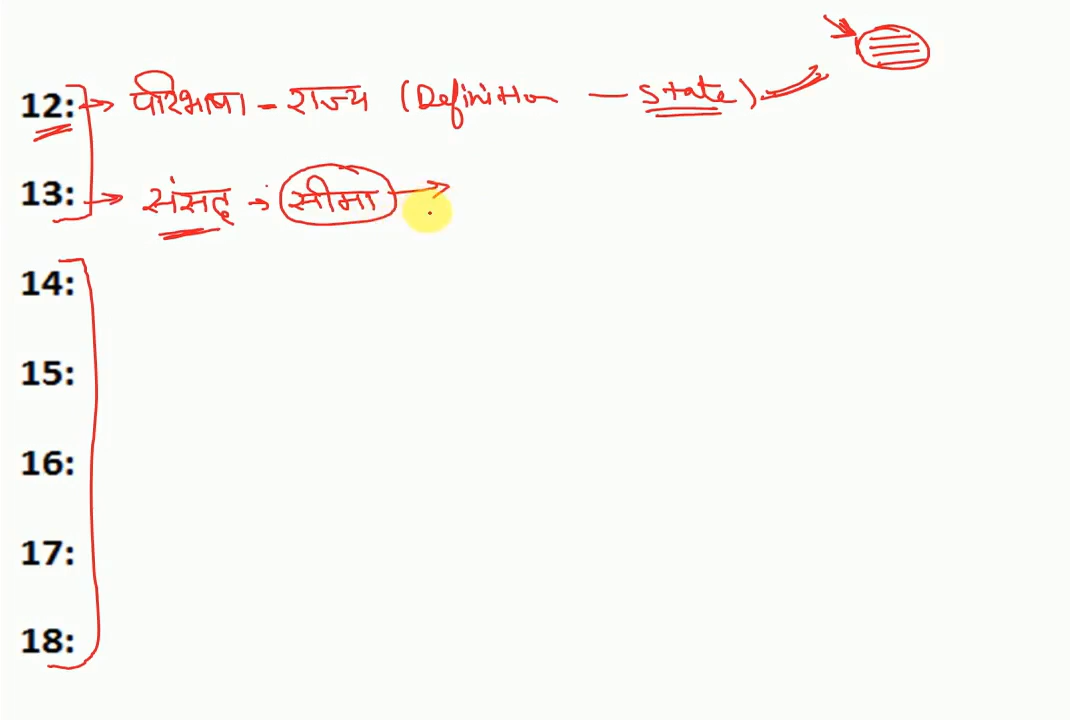 12: → परिभाषा - राज्य (Definition — State)
13: → संसद → सीमा →
14:
15:
16:
17:
18: